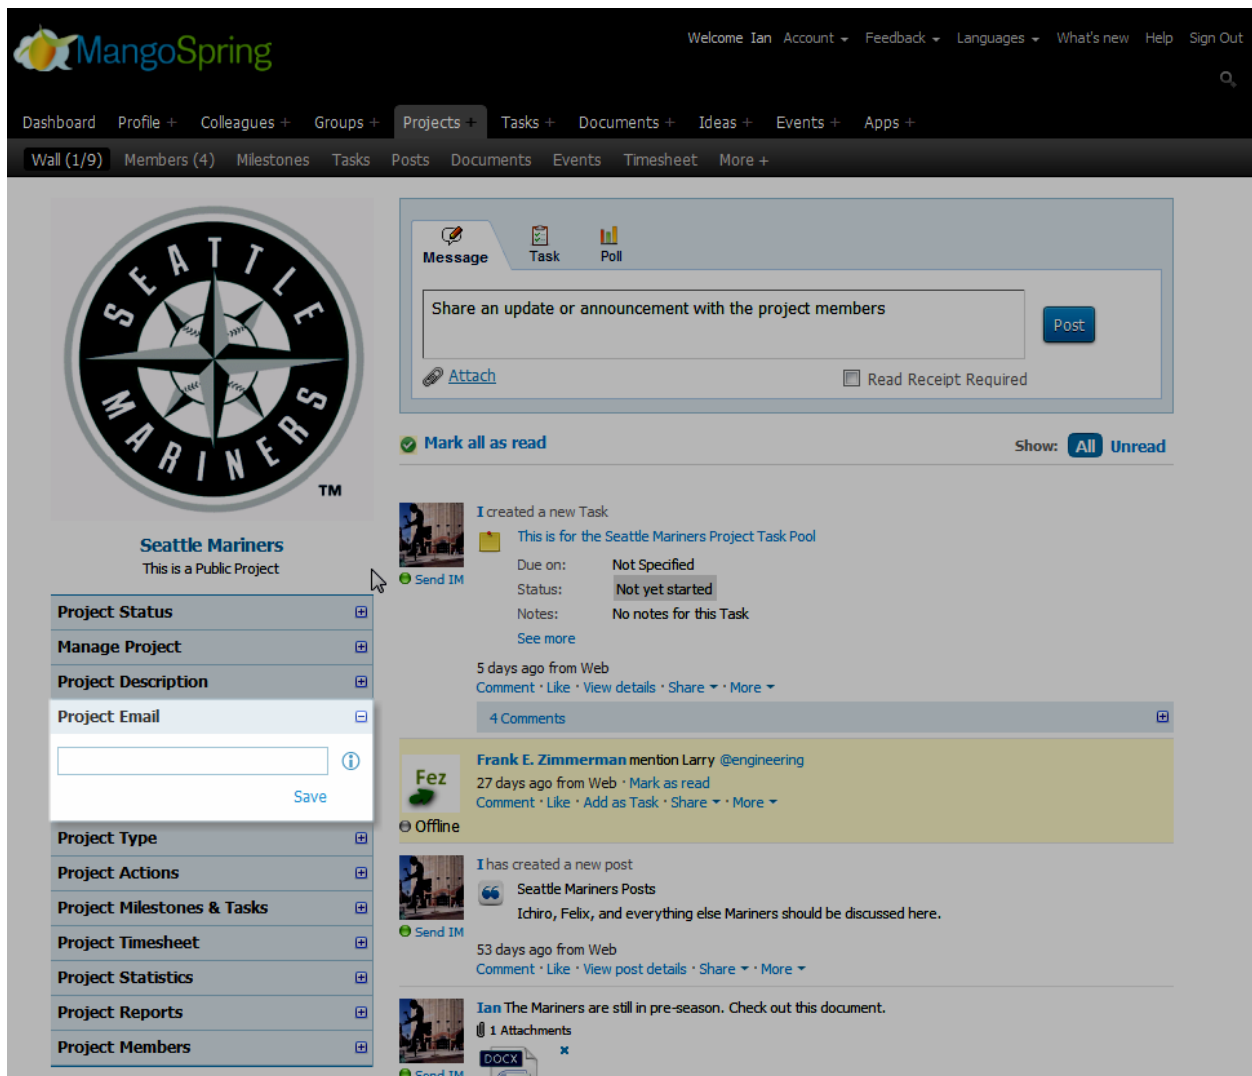 MangoSpring
Welcome Ian Account Feedback Languages What's new Help Sign Out
Dashboard Profile + Colleagues + Groups + Projects + Tasks + Documents + Ideas + Events + Apps +
Wall (1/9) Members (4) Milestones Tasks Posts Documents Events Timesheet More +
SEATTLE
MARINERS
TM
Seattle Mariners
This is a Public Project
Project Status
Manage Project
Project Description
Project Email
Save
Project Type
Project Actions
Project Milestones & Tasks
Project Timesheet
Project Statistics
Project Reports
Project Members
Message Task Poll
Share an update or announcement with the project members
Post
Attach
Read Receipt Required
Mark all as read
Show: All Unread
I created a new Task
This is for the Seattle Mariners Project Task Pool
Due on: Not Specified
Status: Not yet started
Notes: No notes for this Task
See more
Send IM
5 days ago from Web
Comment · Like · View details · Share · More
4 Comments
Fez
Offline
Frank E. Zimmerman mention Larry @engineering
27 days ago from Web · Mark as read
Comment · Like · Add as Task · Share · More
I has created a new post
Seattle Mariners Posts
Ichiro, Felix, and everything else Mariners should be discussed here.
Send IM
53 days ago from Web
Comment · Like · View post details · Share · More
Ian The Mariners are still in pre-season. Check out this document.
1 Attachments
DOCX
Send IM